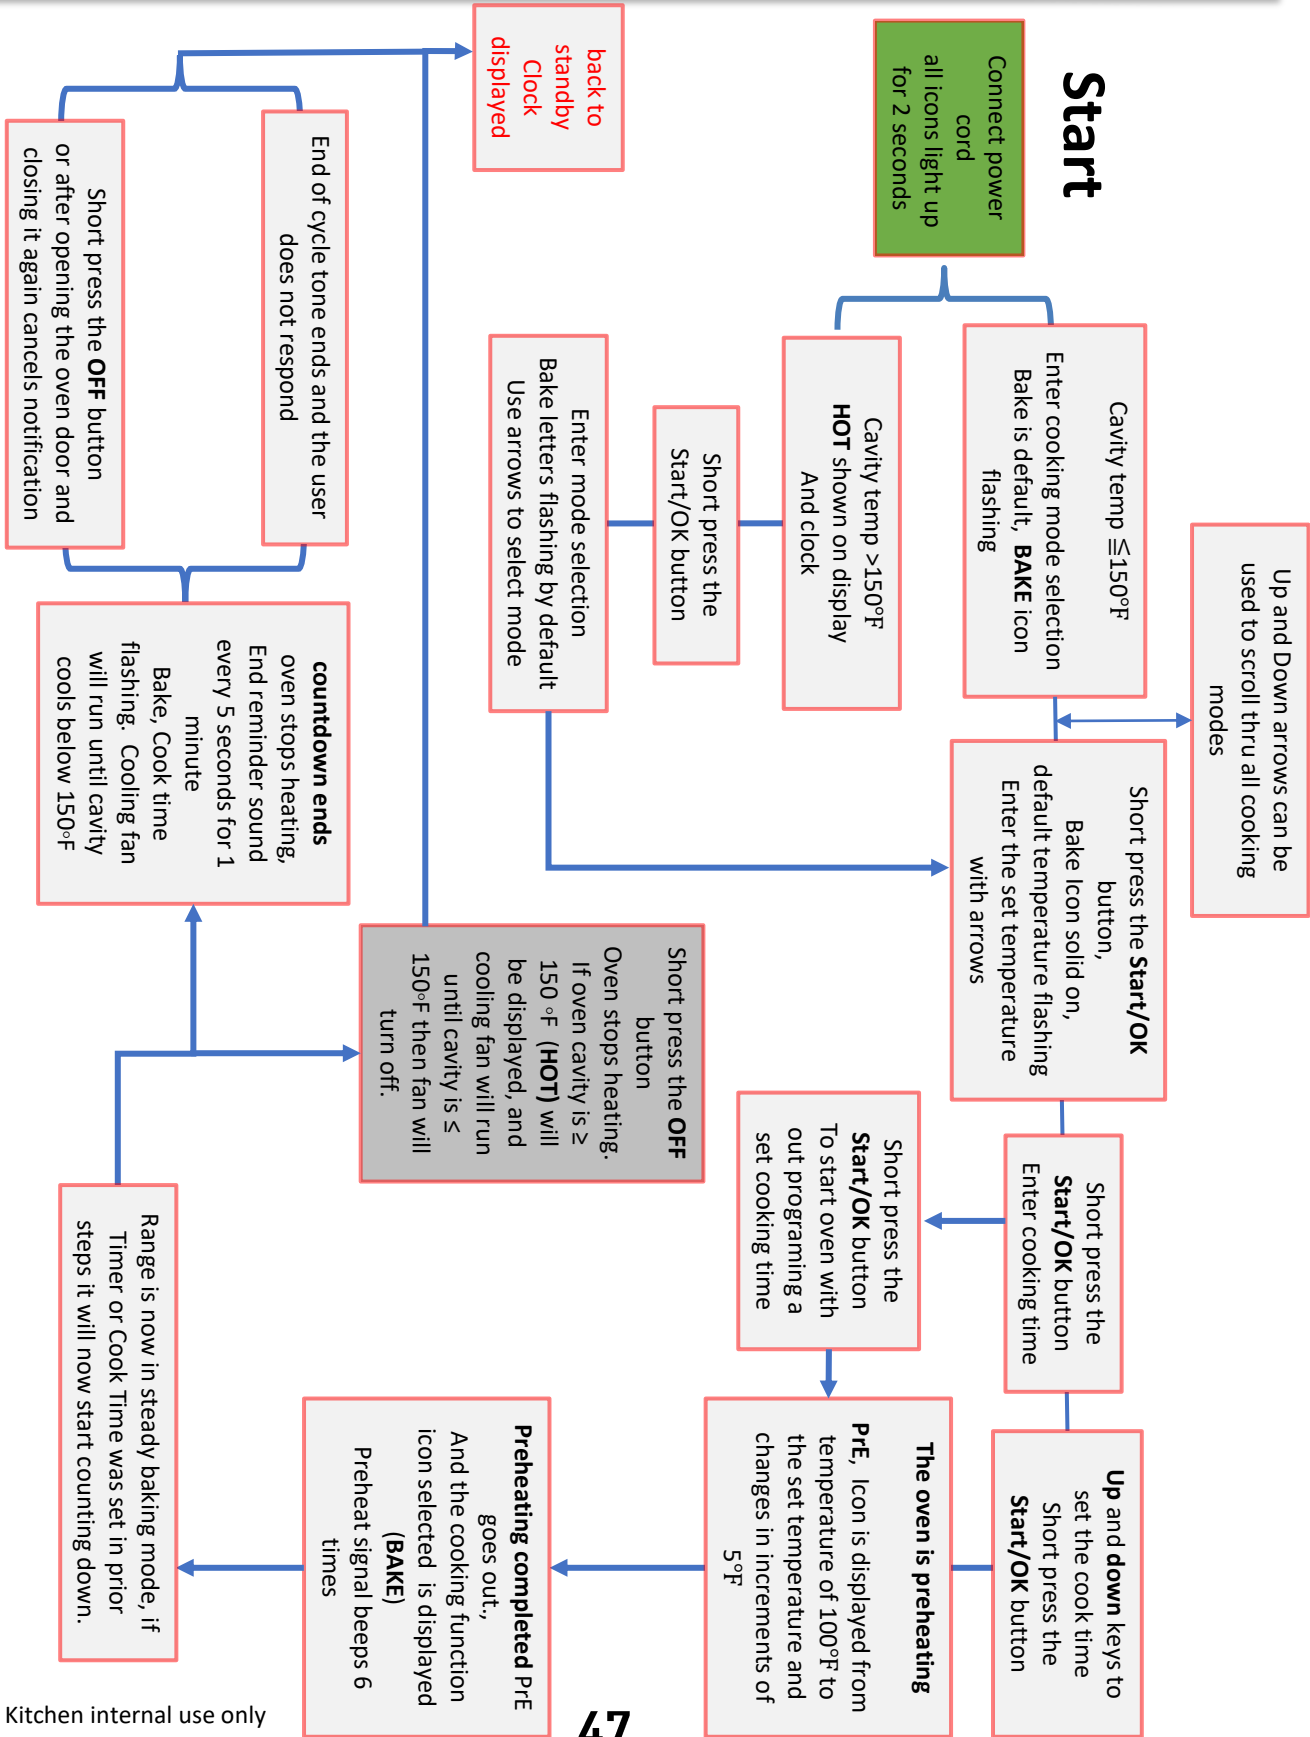 Start
Connect power
cord
all icons light up
for 2 seconds
Cavity temp ≦150°F
Enter cooking mode selection
Bake is default, BAKE icon
flashing
Up and Down arrows can be
used to scroll thru all cooking
modes
Cavity temp >150°F
HOT shown on display
And clock
Short press the
Start/OK button
Enter mode selection
Bake letters flashing by default
Use arrows to select mode
Short press the Start/OK
button,
Bake Icon solid on,
default temperature flashing
Enter the set temperature
with arrows
Short press the
Start/OK button
Enter cooking time
Up and down keys to
set the cook time
Short press the
Start/OK button
Short press the
Start/OK button
To start oven with
out programing a
set cooking time
The oven is preheating
PrE, Icon is displayed from
temperature of 100°F to
the set temperature and
changes in increments of
5°F
Preheating completed PrE
goes out.,
And the cooking function
icon selected is displayed
(BAKE)
Preheat signal beeps 6
times
Range is now in steady baking mode, if
Timer or Cook Time was set in prior
steps it will now start counting down.
Short press the OFF
button
Oven stops heating.
If oven cavity is ≥
150 °F (HOT) will
be displayed, and
cooling fan will run
until cavity is ≤
150°F then fan will
turn off.
countdown ends
oven stops heating,
End reminder sound
every 5 seconds for 1
minute
Bake, Cook time
flashing. Cooling fan
will run until cavity
cools below 150°F
End of cycle tone ends and the user
does not respond
Short press the OFF button
or after opening the oven door and
closing it again cancels notification
back to
standby
Clock
displayed
Kitchen internal use only
47